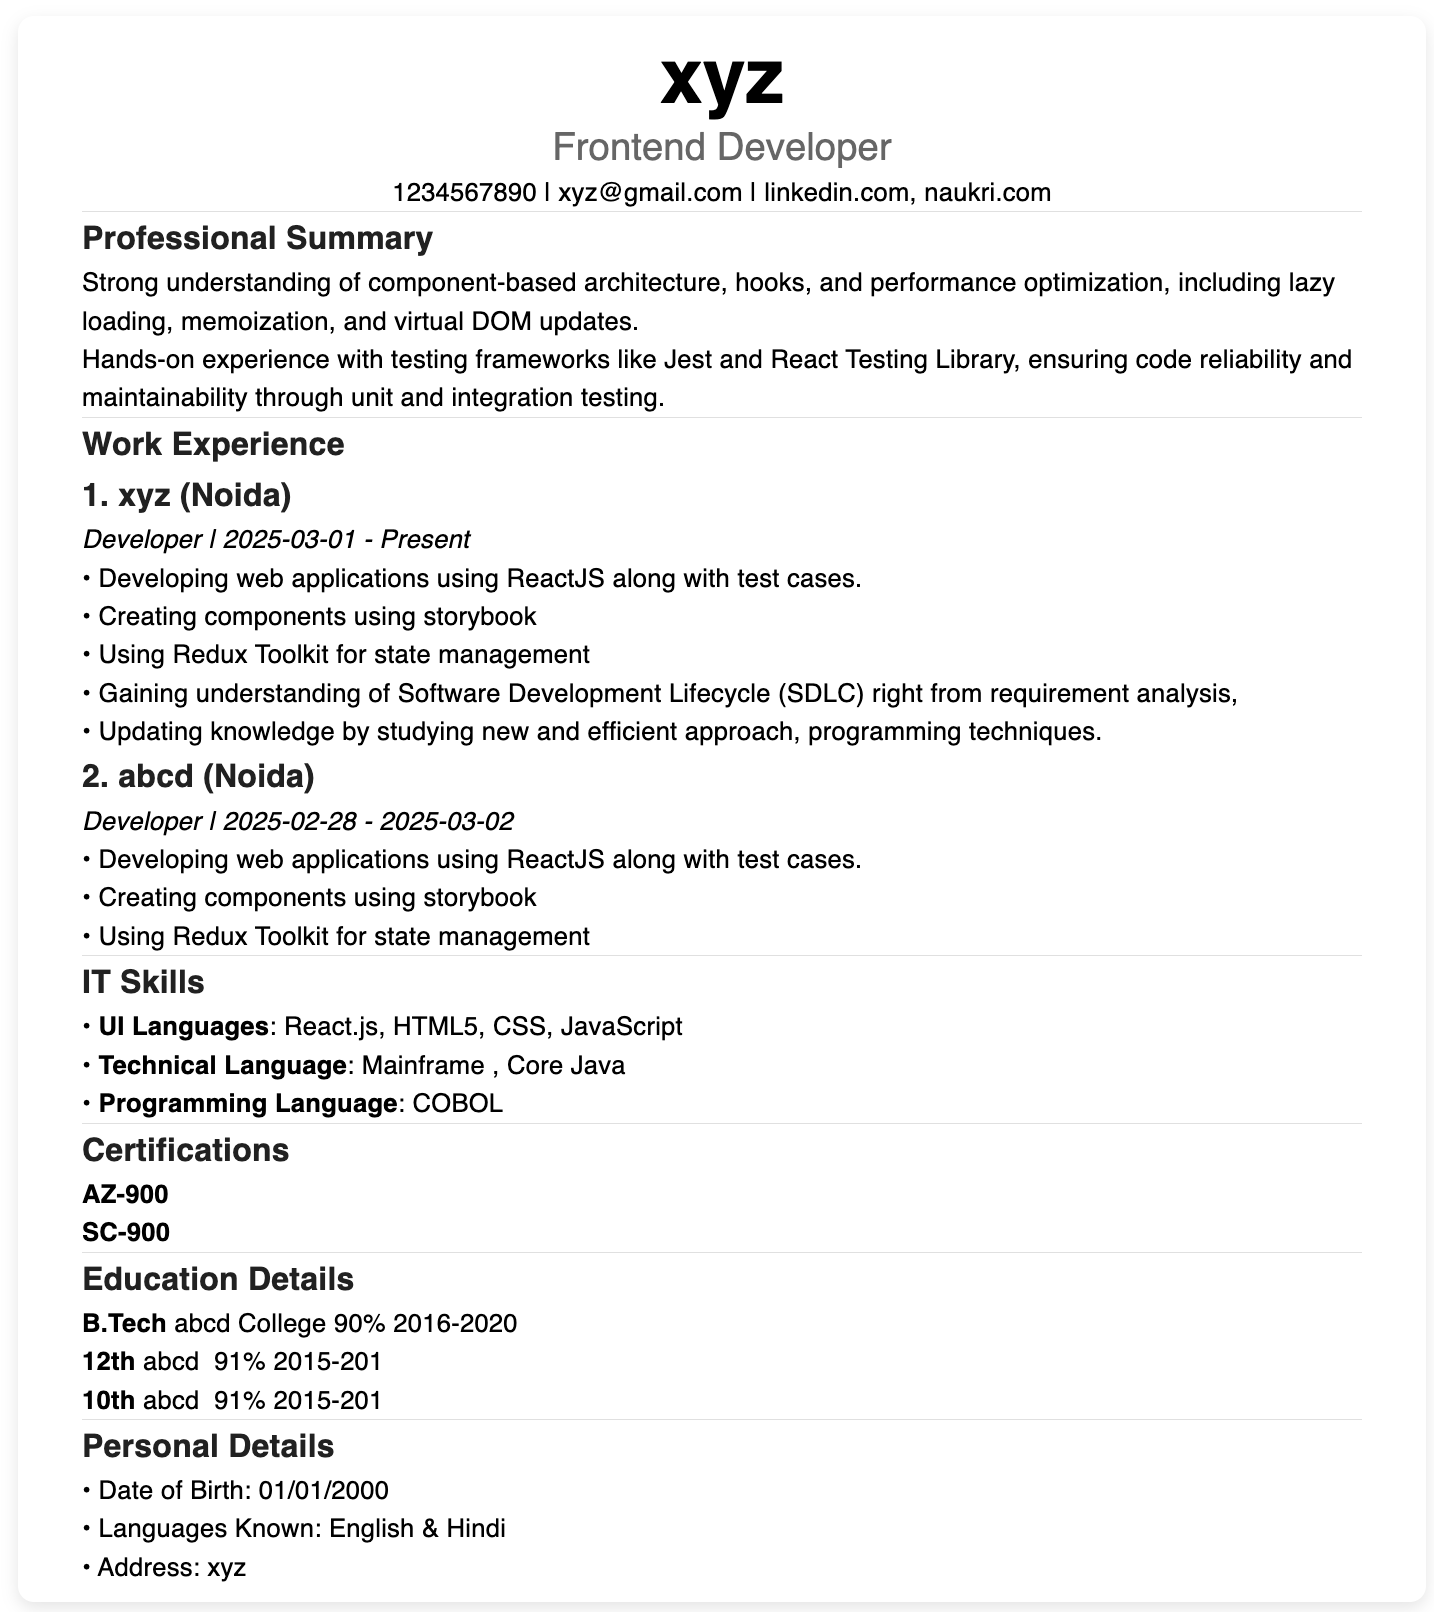 xyz
Frontend Developer
1234567890 | xyz@gmail.com | linkedin.com, naukri.com
Professional Summary
Strong understanding of component-based architecture, hooks, and performance optimization, including lazy
loading, memoization, and virtual DOM updates.
Hands-on experience with testing frameworks like Jest and React Testing Library, ensuring code reliability and
maintainability through unit and integration testing.
Work Experience
1. xyz (Noida)
Developer | 2025-03-01 - Present
• Developing web applications using ReactJS along with test cases.
• Creating components using storybook
• Using Redux Toolkit for state management
• Gaining understanding of Software Development Lifecycle (SDLC) right from requirement analysis,
• Updating knowledge by studying new and efficient approach, programming techniques.
2. abcd (Noida)
Developer | 2025-02-28 - 2025-03-02
• Developing web applications using ReactJS along with test cases.
• Creating components using storybook
• Using Redux Toolkit for state management
IT Skills
• UI Languages: React.js, HTML5, CSS, JavaScript
• Technical Language: Mainframe , Core Java
• Programming Language: COBOL
Certifications
AZ-900
SC-900
Education Details
B.Tech abcd College 90% 2016-2020
12th abcd  91% 2015-201
10th abcd  91% 2015-201
Personal Details
• Date of Birth: 01/01/2000
• Languages Known: English & Hindi
• Address: xyz